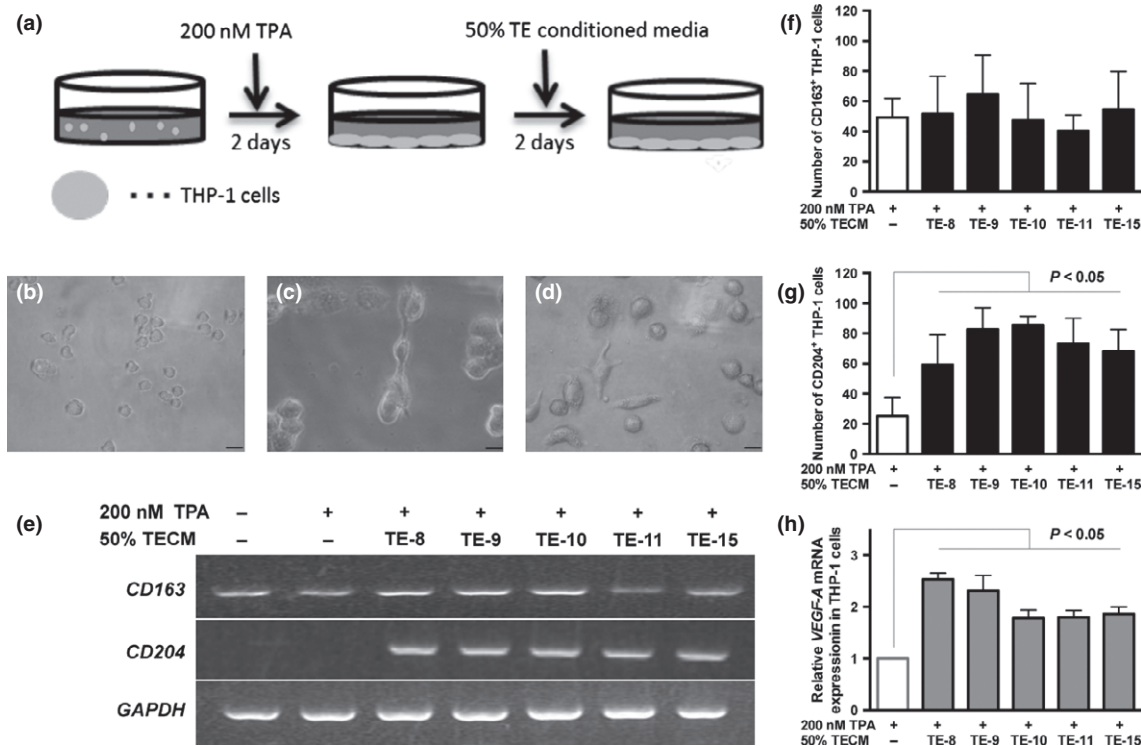 (a)
200 nM TPA
50% TE conditioned media
2 days
2 days
THP-1 cells
(b)
(c)
(d)
(e)
200 nM TPA – + + + + + +
50% TECM – – TE-8 TE-9 TE-10 TE-11 TE-15
CD163
CD204
GAPDH
(f)
Number of CD163⁺ THP-1 cells
120
100
80
60
40
20
0
200 nM TPA + + + + + +
50% TECM – TE-8 TE-9 TE-10 TE-11 TE-15
(g)
Number of CD204⁺ THP-1 cells
120
100
80
60
40
20
0
P < 0.05
200 nM TPA + + + + + +
50% TECM – TE-8 TE-9 TE-10 TE-11 TE-15
(h)
Relative VEGF-A mRNA
expressionin in THP-1 cells
3
2
1
0
P < 0.05
200 nM TPA + + + + + +
50% TECM – TE-8 TE-9 TE-10 TE-11 TE-15